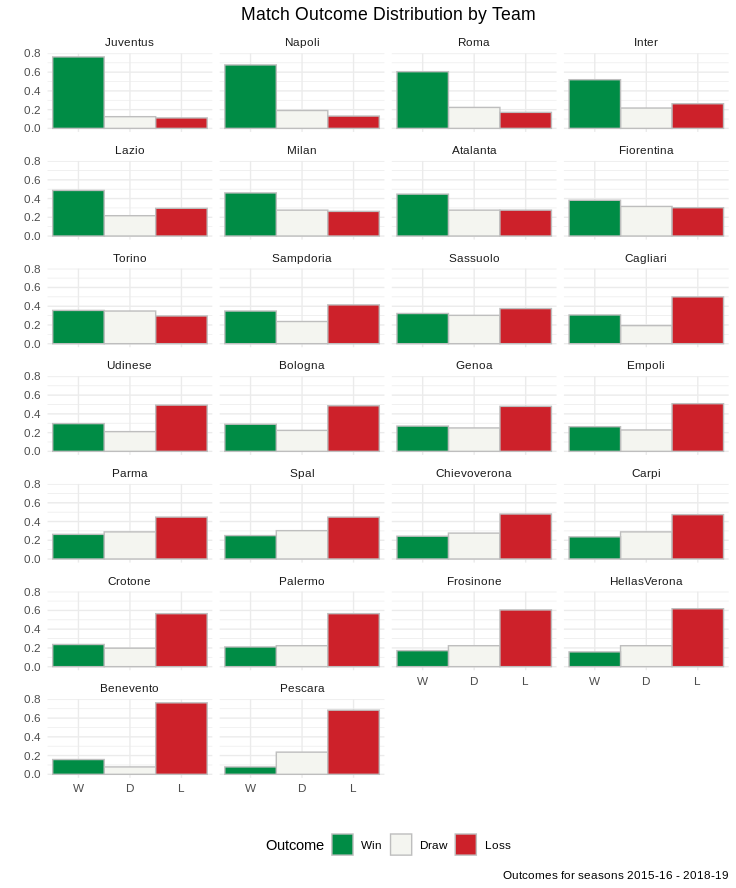 Match Outcome Distribution by Team
Juventus Napoli Roma Inter
0.8
0.6
0.4
0.2
0.0
Lazio Milan Atalanta Fiorentina
0.8
0.6
0.4
0.2
0.0
Torino Sampdoria Sassuolo Cagliari
0.8
0.6
0.4
0.2
0.0
Udinese Bologna Genoa Empoli
0.8
0.6
0.4
0.2
0.0
Parma Spal Chievoverona Carpi
0.8
0.6
0.4
0.2
0.0
Crotone Palermo Frosinone HellasVerona
0.8
0.6
0.4
0.2
0.0
W D L W D L
Benevento Pescara
0.8
0.6
0.4
0.2
0.0
W D L W D L
Outcome Win Draw Loss
Outcomes for seasons 2015-16 - 2018-19